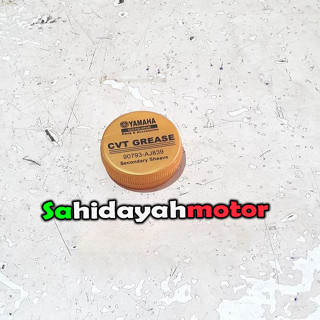 YAMAHA
CVT GREASE
90793-AJ839
Secondary Sheave
Sahidayahmotor